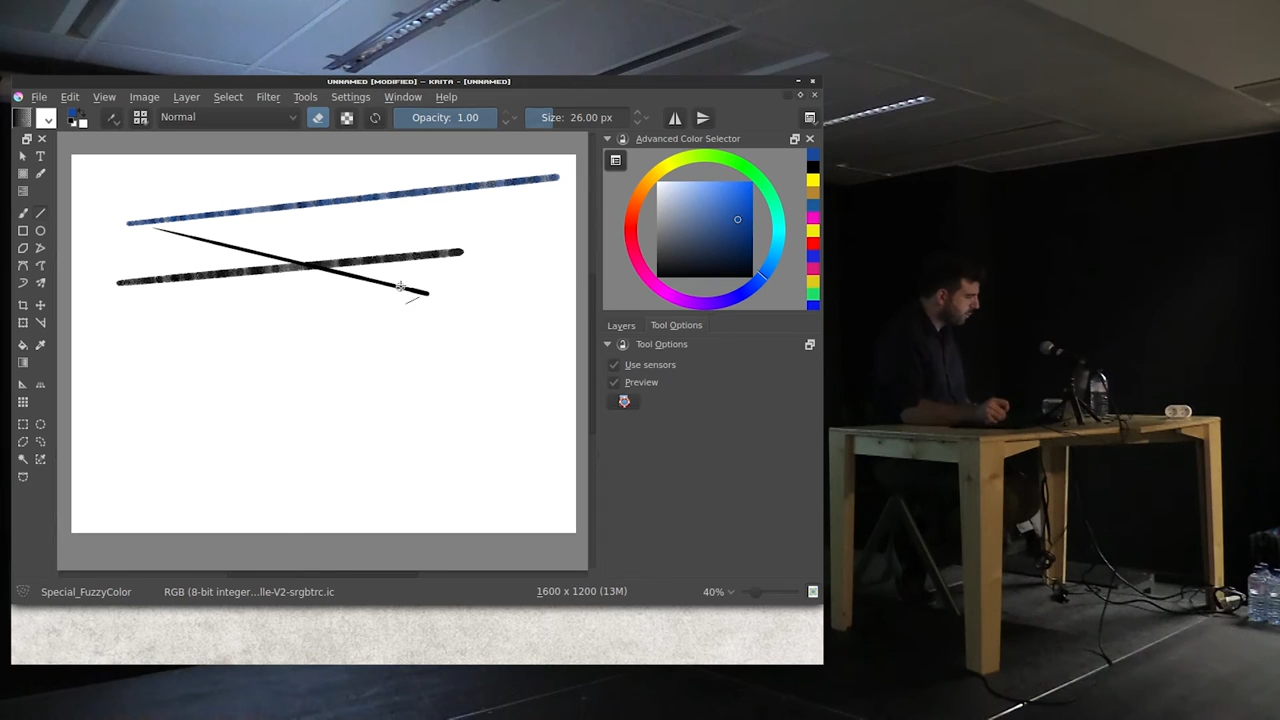 UNNAMED [MODIFIED] — KRITA - [UNNAMED]
File Edit View Image Layer Select Filter Tools Settings Window Help
Normal Opacity: 1.00 Size: 26.00 px
Advanced Color Selector
Layers Tool Options
Tool Options
Use sensors
Preview
Special_FuzzyColor RGB (8-bit integer...lle-V2-srgbtrc.ic 1600 x 1200 (13M) 40%